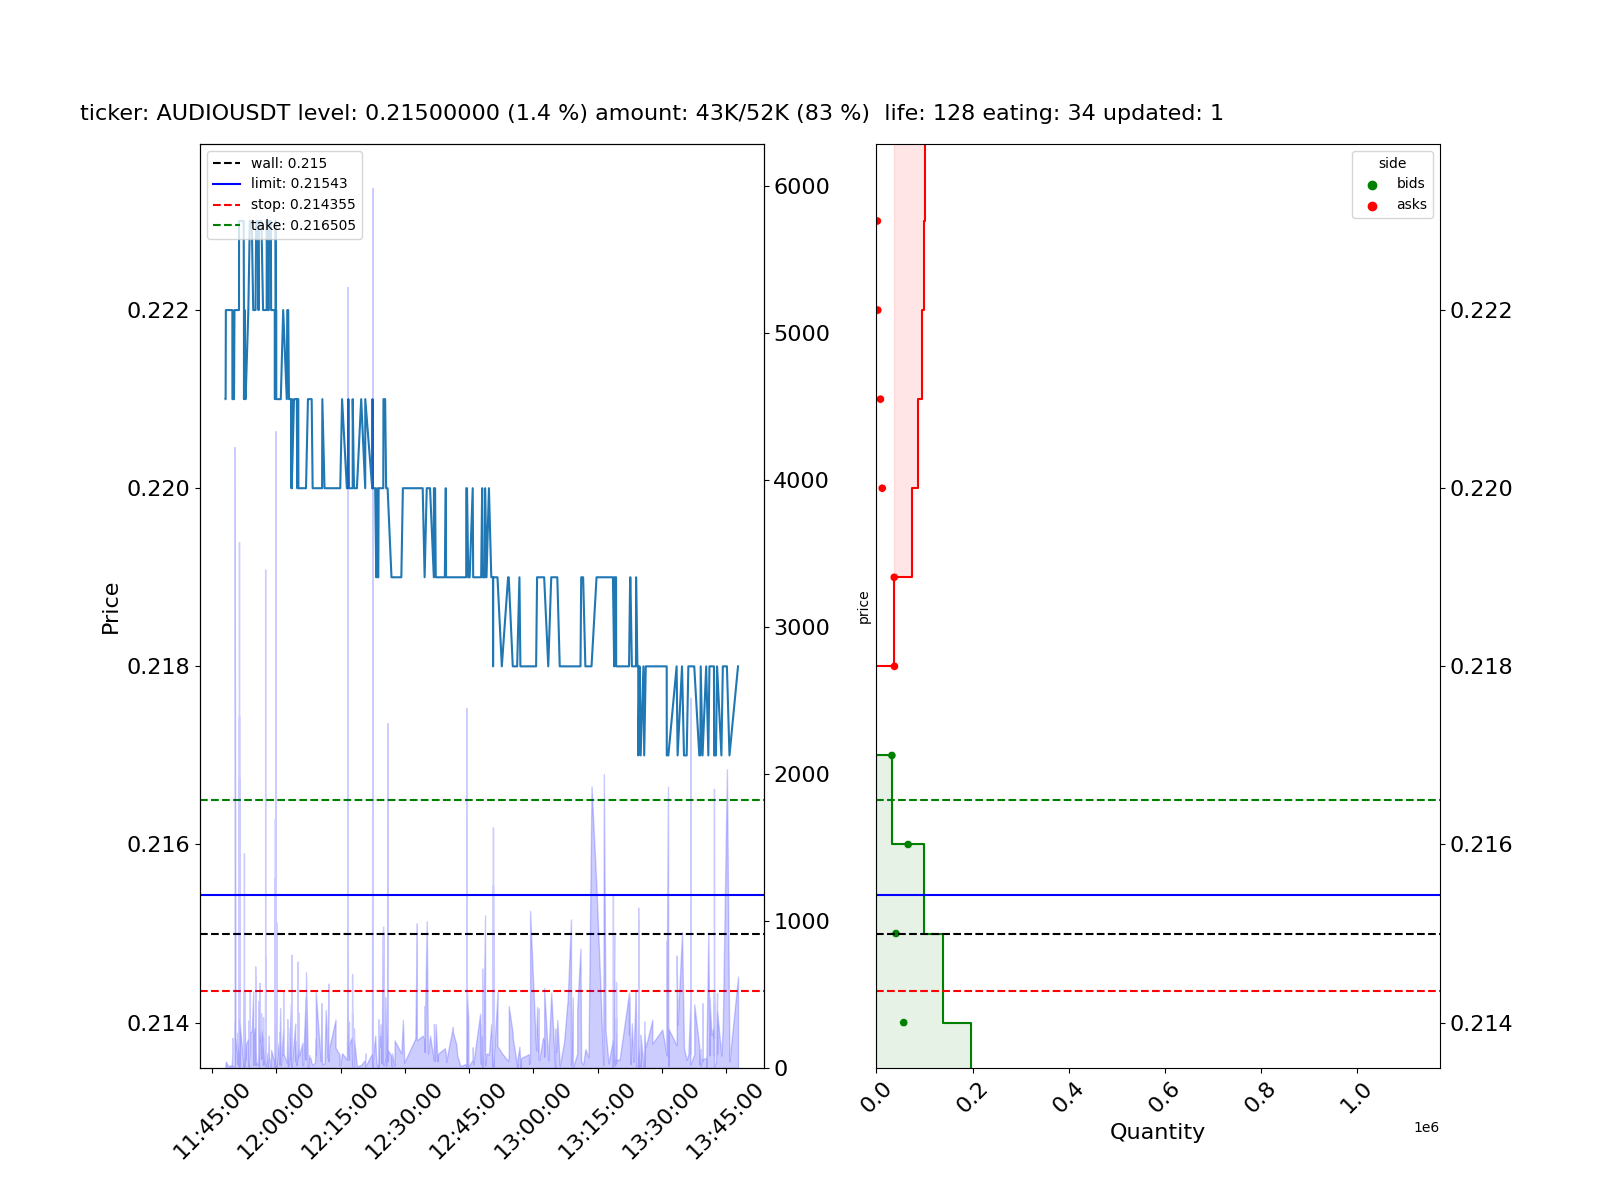 ticker: AUDIOUSDT level: 0.21500000 (1.4 %) amount: 43K/52K (83 %)  life: 128 eating: 34 updated: 1
wall: 0.215
limit: 0.21543
stop: 0.214355
take: 0.216505
0.222
0.220
0.218
0.216
0.214
Price
6000
5000
4000
3000
2000
1000
0
11:45:00
12:00:00
12:15:00
12:30:00
12:45:00
13:00:00
13:15:00
13:30:00
13:45:00
side
bids
asks
price
0.222
0.220
0.218
0.216
0.214
0.0
0.2
0.4
0.6
0.8
1.0
1e6
Quantity